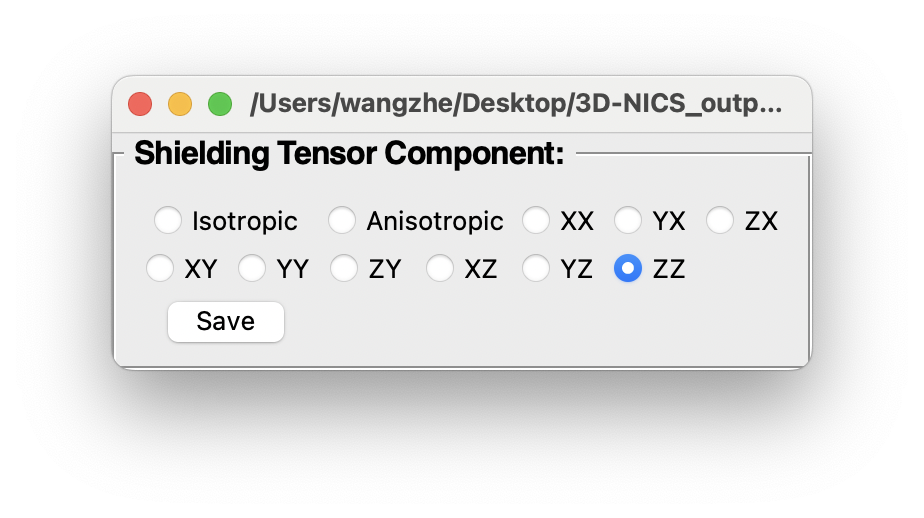 /Users/wangzhe/Desktop/3D-NICS_outp...
Shielding Tensor Component:
Isotropic Anisotropic XX YX ZX
XY YY ZY XZ YZ ZZ
Save